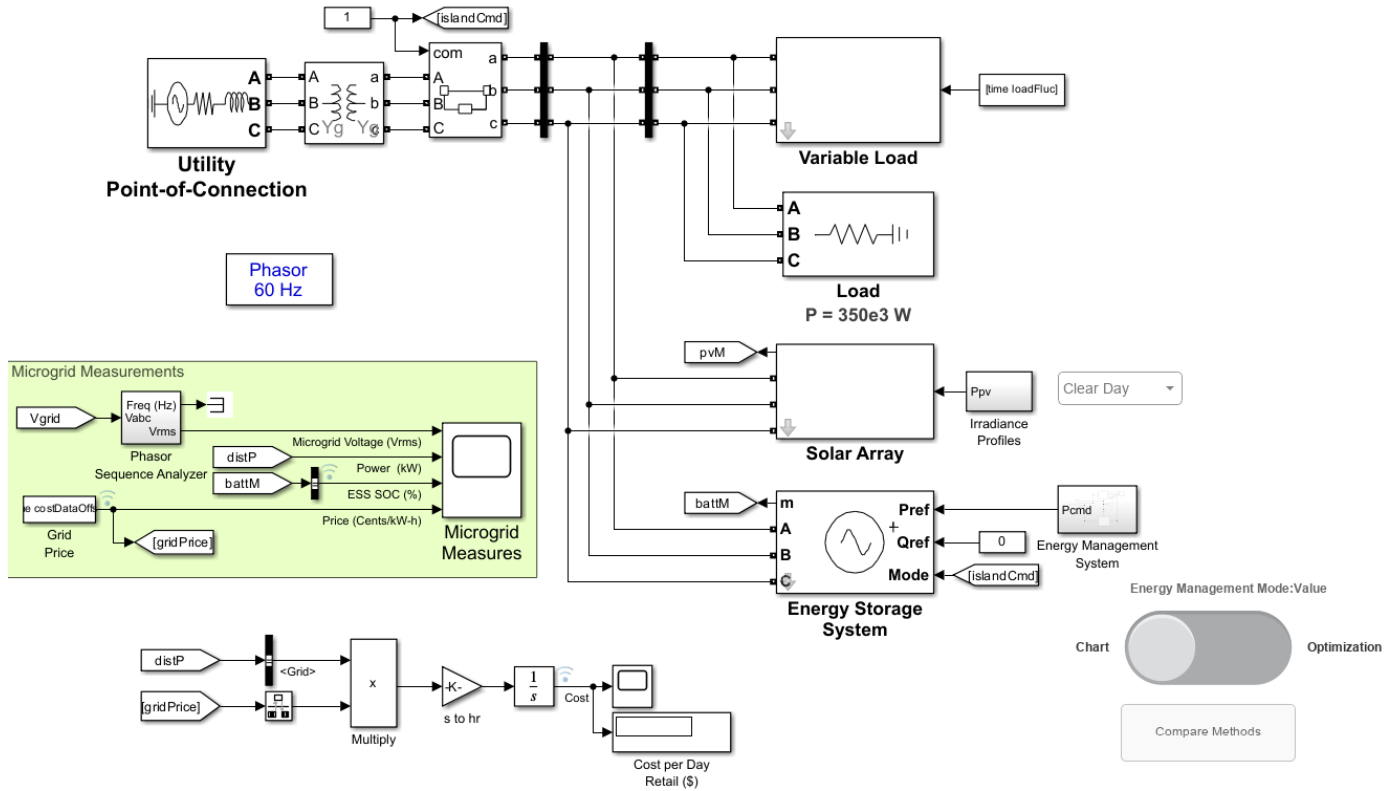 1
[islandCmd]
com
A
B
C
A
B
C
a
b
c
Yg
Yg
A
B
C
a
b
c
Utility
Point-of-Connection
[time loadFluc]
Variable Load
A
B
C
Load
P = 350e3 W
Phasor
60 Hz
pvM
Ppv
Irradiance
Profiles
Clear Day
Solar Array
Microgrid Measurements
Vgrid
Freq (Hz)
Vabc
Vrms
Phasor
Sequence Analyzer
Microgrid Voltage (Vrms)
distP
Power (kW)
battM
ESS SOC (%)
e costDataOffs
Price (Cents/kW-h)
Grid
Price
[gridPrice]
Microgrid
Measures
battM
m
A
B
C
Pref
+
Qref
Mode
Pcmd
0
[islandCmd]
Energy Management
System
Energy Storage
System
Energy Management Mode:Value
Chart
Optimization
Compare Methods
distP
<Grid>
[gridPrice]
x
Multiply
-K-
s to hr
1
s
Cost
Cost per Day
Retail ($)